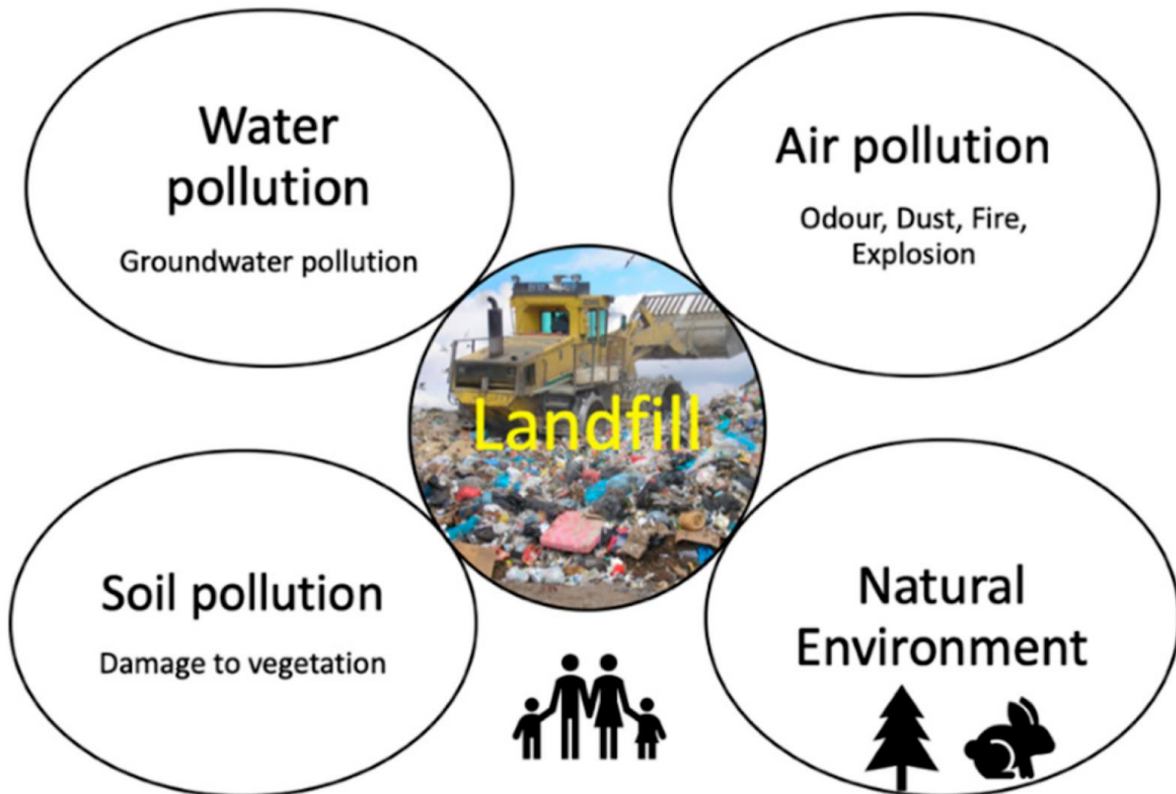 Water
pollution
Groundwater pollution
Air pollution
Odour, Dust, Fire,
Explosion
Landfill
Soil pollution
Damage to vegetation
Natural
Environment